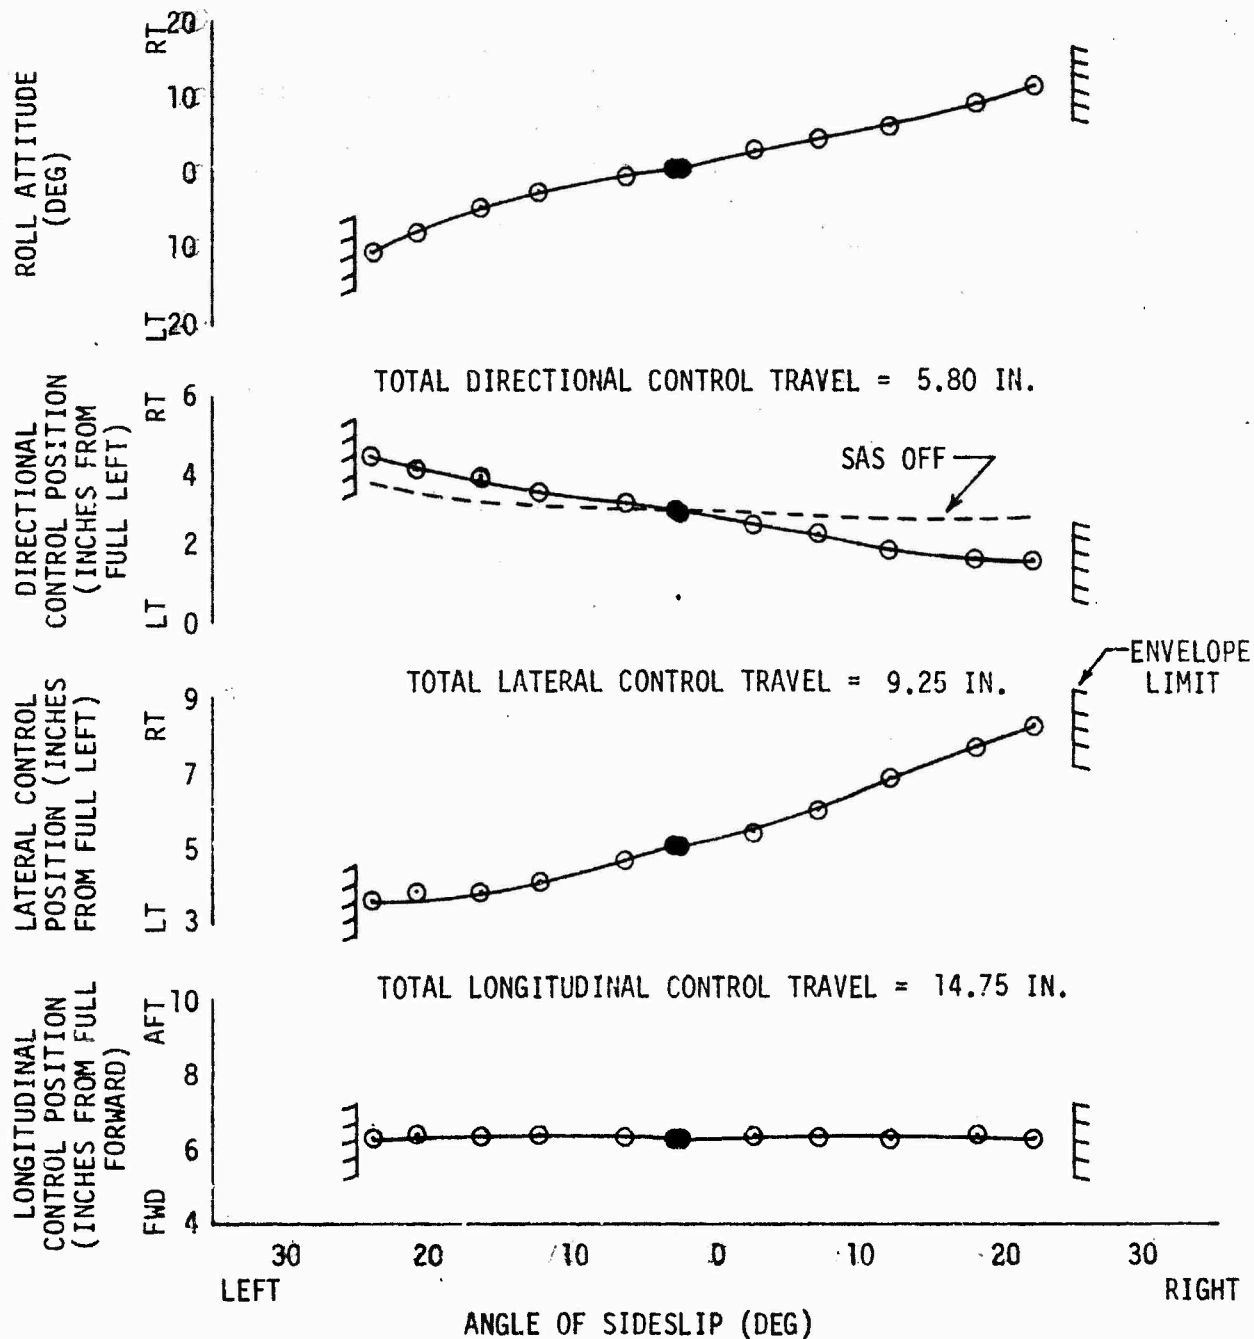 ROLL ATTITUDE
(DEG)
RT
20
10
0
10
20
LT
TOTAL DIRECTIONAL CONTROL TRAVEL = 5.80 IN.
DIRECTIONAL
CONTROL POSITION
(INCHES FROM
FULL LEFT)
RT
6
4
2
0
LT
SAS OFF
TOTAL LATERAL CONTROL TRAVEL = 9.25 IN.
ENVELOPE
LIMIT
LATERAL CONTROL
POSITION (INCHES
FROM FULL LEFT)
RT
9
7
5
3
LT
TOTAL LONGITUDINAL CONTROL TRAVEL = 14.75 IN.
LONGITUDINAL
CONTROL POSITION
(INCHES FROM FULL
FORWARD)
AFT
10
8
6
4
FWD
30 20 10 0 10 20 30
LEFT RIGHT
ANGLE OF SIDESLIP (DEG)